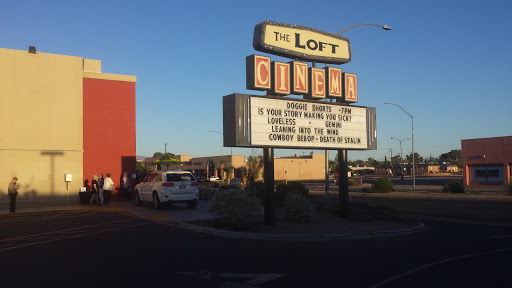 THE LOFT
CINEMA
DOGGIE SHORTS -7PM
IS YOUR STORY MAKING YOU SICK?
LOVELESS + GEMINI
LEANING INTO THE WIND
COWBOY BEBOP - DEATH OF STALIN